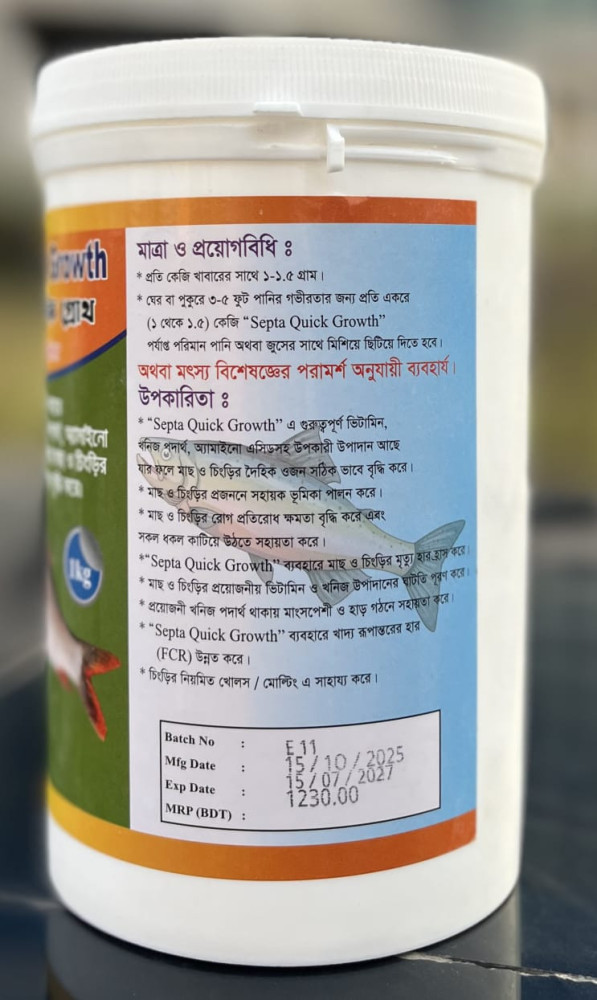 Growth
গ্রোথ
এমাইনো
ও চিংড়ির
1kg
মাত্রা ও প্রয়োগবিধি ঃ
* প্রতি কেজি খাবারের সাথে ১-১.৫ গ্রাম।
* ঘের বা পুকুরে ৩-৫ ফুট পানির গভীরতার জন্য প্রতি একরে
(১ থেকে ১.৫) কেজি “Septa Quick Growth”
পর্যাপ্ত পরিমান পানি অথবা জুসের সাথে মিশিয়ে ছিটিয়ে দিতে হবে।
অথবা মৎস্য বিশেষজ্ঞের পরামর্শ অনুযায়ী ব্যবহার্য।
উপকারিতা ঃ
* “Septa Quick Growth” এ গুরুত্বপূর্ণ ভিটামিন,
খনিজ পদার্থ, অ্যামাইনো এসিডসহ উপকারী উপাদান আছে
যার ফলে মাছ ও চিংড়ির দৈহিক ওজন সঠিক ভাবে বৃদ্ধি করে।
* মাছ ও চিংড়ির প্রজননে সহায়ক ভূমিকা পালন করে।
* মাছ ও চিংড়ির রোগ প্রতিরোধ ক্ষমতা বৃদ্ধি করে এবং
সকল ধকল কাটিয়ে উঠতে সহায়তা করে।
*“Septa Quick Growth” ব্যবহারে মাছ ও চিংড়ির মৃত্যু হার হ্রাস করে।
* মাছ ও চিংড়ির প্রয়োজনীয় ভিটামিন ও খনিজ উপাদানের ঘাটতি পূরণ করে।
* প্রয়োজনী খনিজ পদার্থ থাকায় মাংসপেশী ও হাড় গঠনে সহায়তা করে।
* “Septa Quick Growth” ব্যবহারে খাদ্য রূপান্তরের হার
(FCR) উন্নত করে।
* চিংড়ির নিয়মিত খোলস / মোল্টিং এ সাহায্য করে।
Batch No : E 11
Mfg Date : 15/10/2025
Exp Date : 15/07/2027
MRP (BDT) : 1230.00